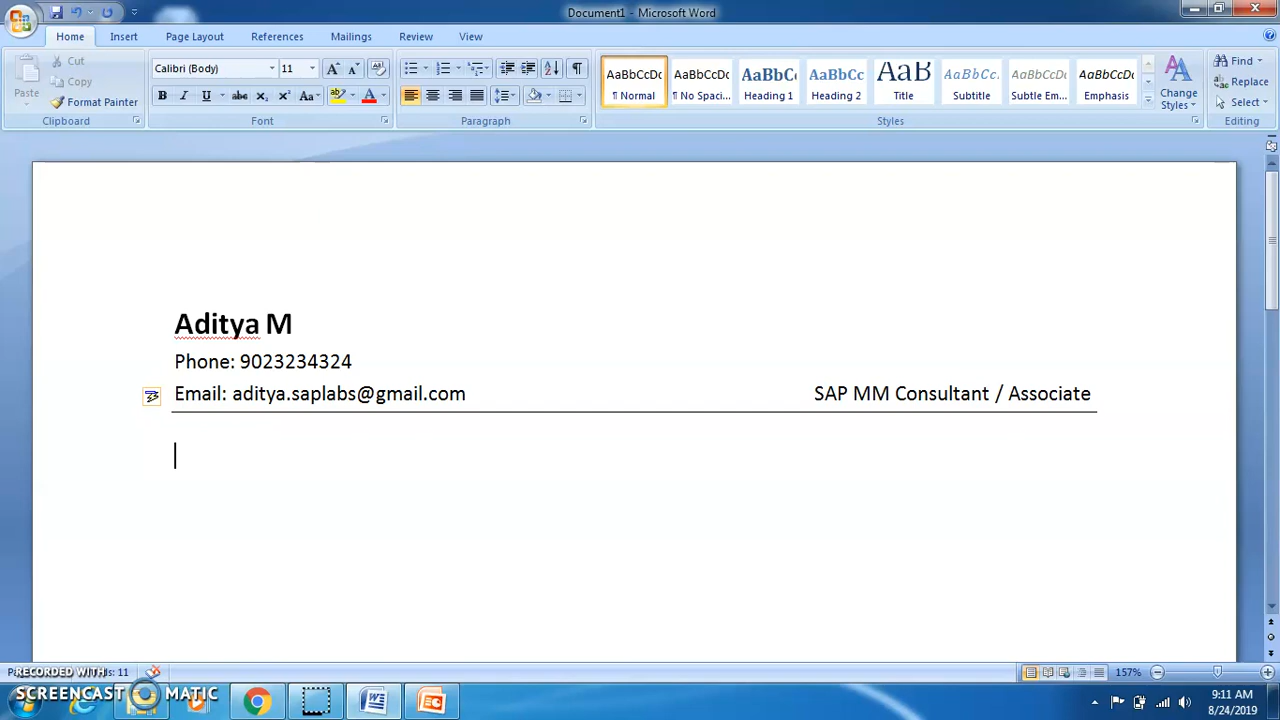 Document1 - Microsoft Word
Home Insert Page Layout References Mailings Review View
Paste
Cut
Copy
Format Painter
Clipboard
Calibri (Body) 11
Font
Paragraph
AaBbCcDc AaBbCcDc AaBbC AaBbCc AaB AaBbCc. AaBbCcDc AaBbCcDc
¶ Normal ¶ No Spaci... Heading 1 Heading 2 Title Subtitle Subtle Em... Emphasis
Change Styles
Styles
Find
Replace
Select
Editing
Aditya M
Phone: 9023234324
Email: aditya.saplabs@gmail.com SAP MM Consultant / Associate
: 11
157%
RECORDED WITH
SCREENCAST MATIC
9:11 AM
8/24/2019